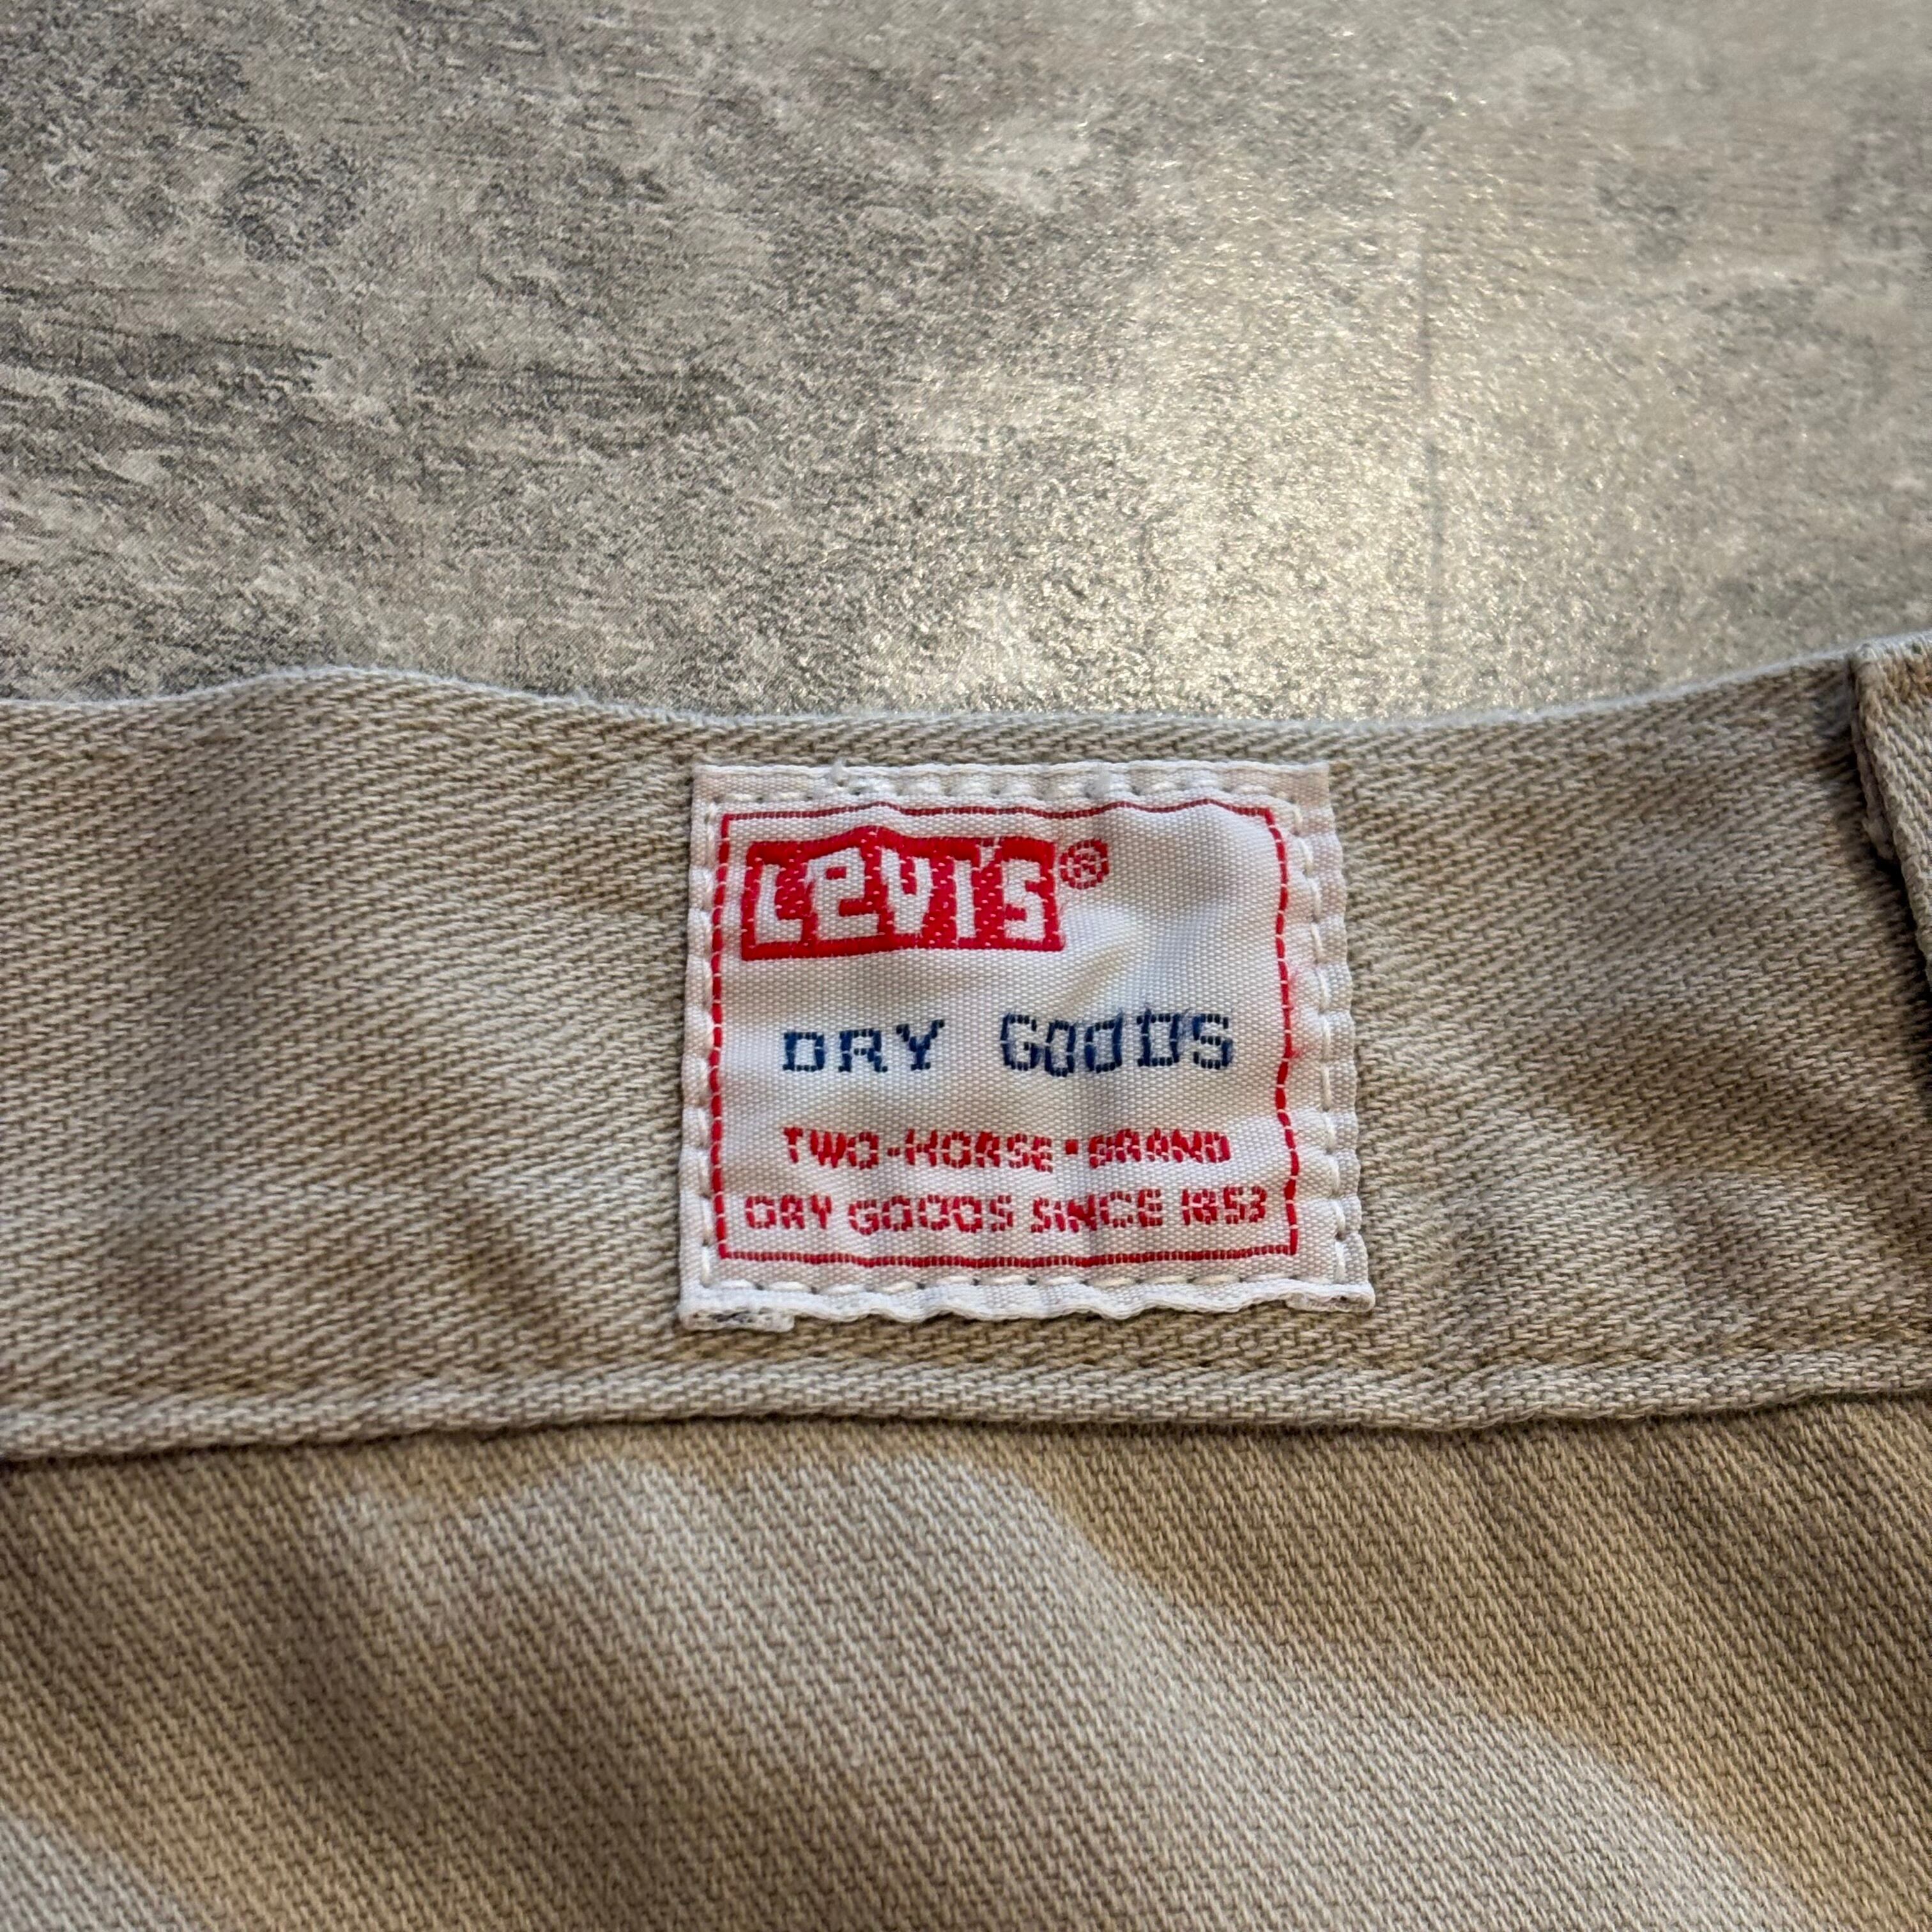 LEVI'S®
DRY GOODS
TWO-HORSE·BRAND
DRY GOODS SINCE 1853